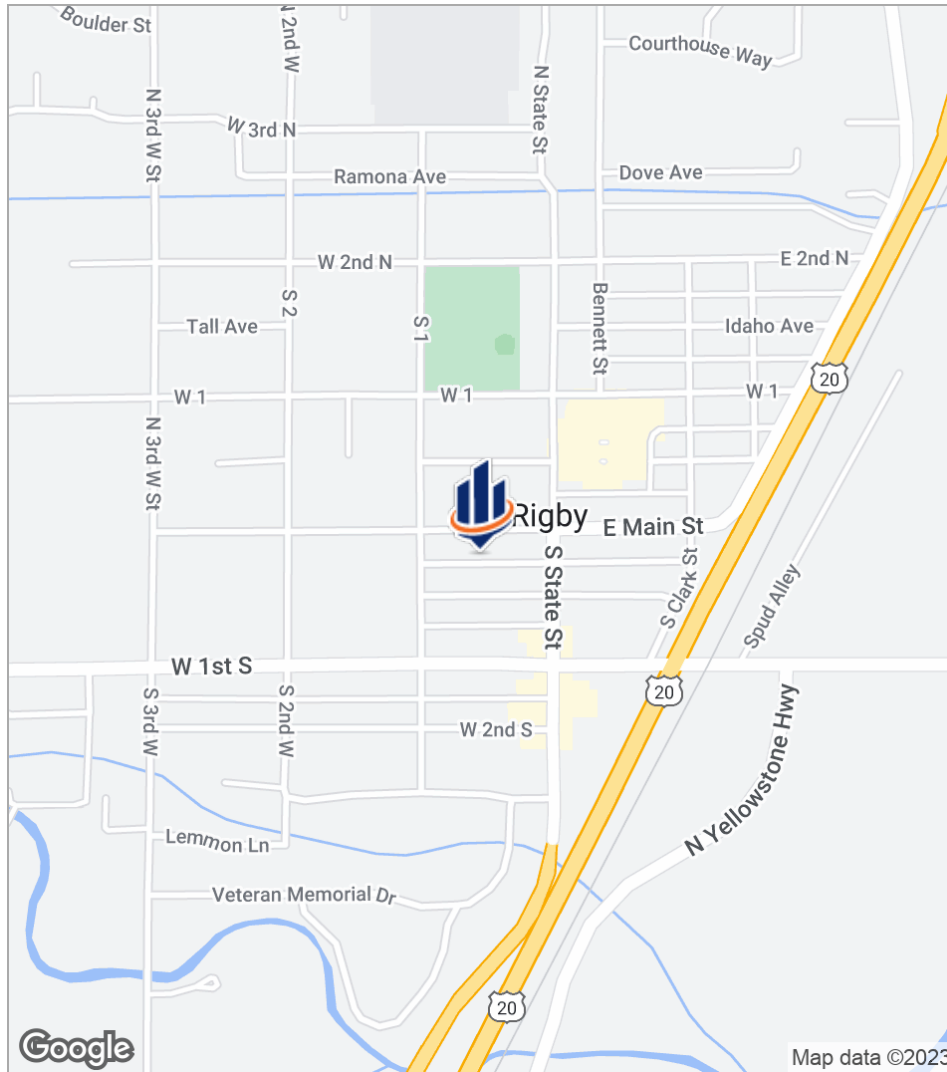 Boulder St
N 2nd W
Courthouse Way
N State St
N 3rd W St
W 3rd N
Ramona Ave
Dove Ave
W 2nd N
E 2nd N
S 2
Bennett St
S 1
Tall Ave
Idaho Ave
20
W 1
W 1
W 1
N 3rd W St
Rigby
E Main St
S State St
S Clark St
Spud Alley
W 1st S
20
S 3rd W
S 2nd W
W 2nd S
N Yellowstone Hwy
Lemmon Ln
Veteran Memorial Dr
20
Google
Map data ©2023